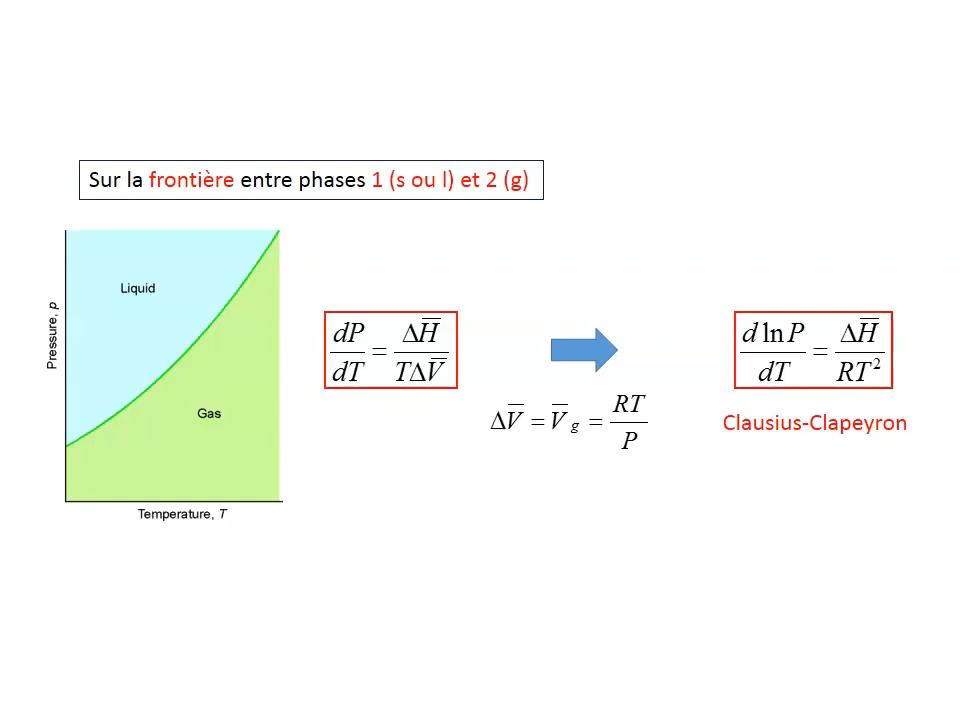 Sur la frontière entre phases 1 (s ou l) et 2 (g)
Pressure, p
Liquid
Gas
Temperature, T
dP/dT = ΔH̅/TΔV̅
ΔV̅ = V̅g = RT/P
d ln P/dT = ΔH̅/RT²
Clausius-Clapeyron